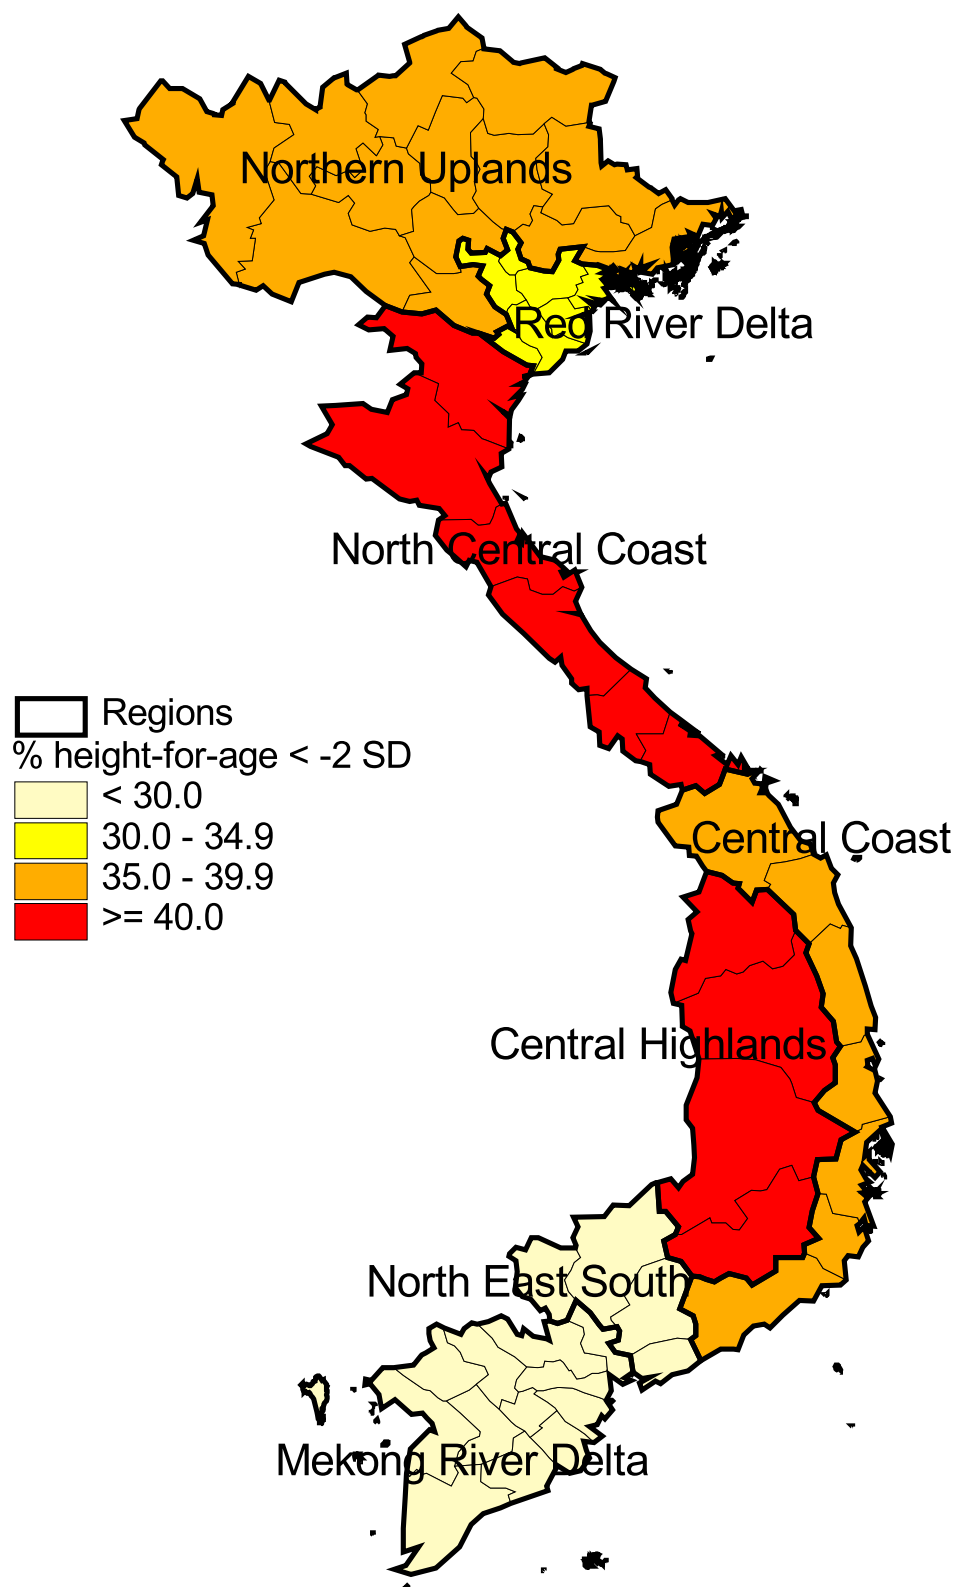 Northern Uplands
Red River Delta
North Central Coast
Regions
% height-for-age < -2 SD
< 30.0
30.0 - 34.9
35.0 - 39.9
>= 40.0
Central Coast
Central Highlands
North East South
Mekong River Delta